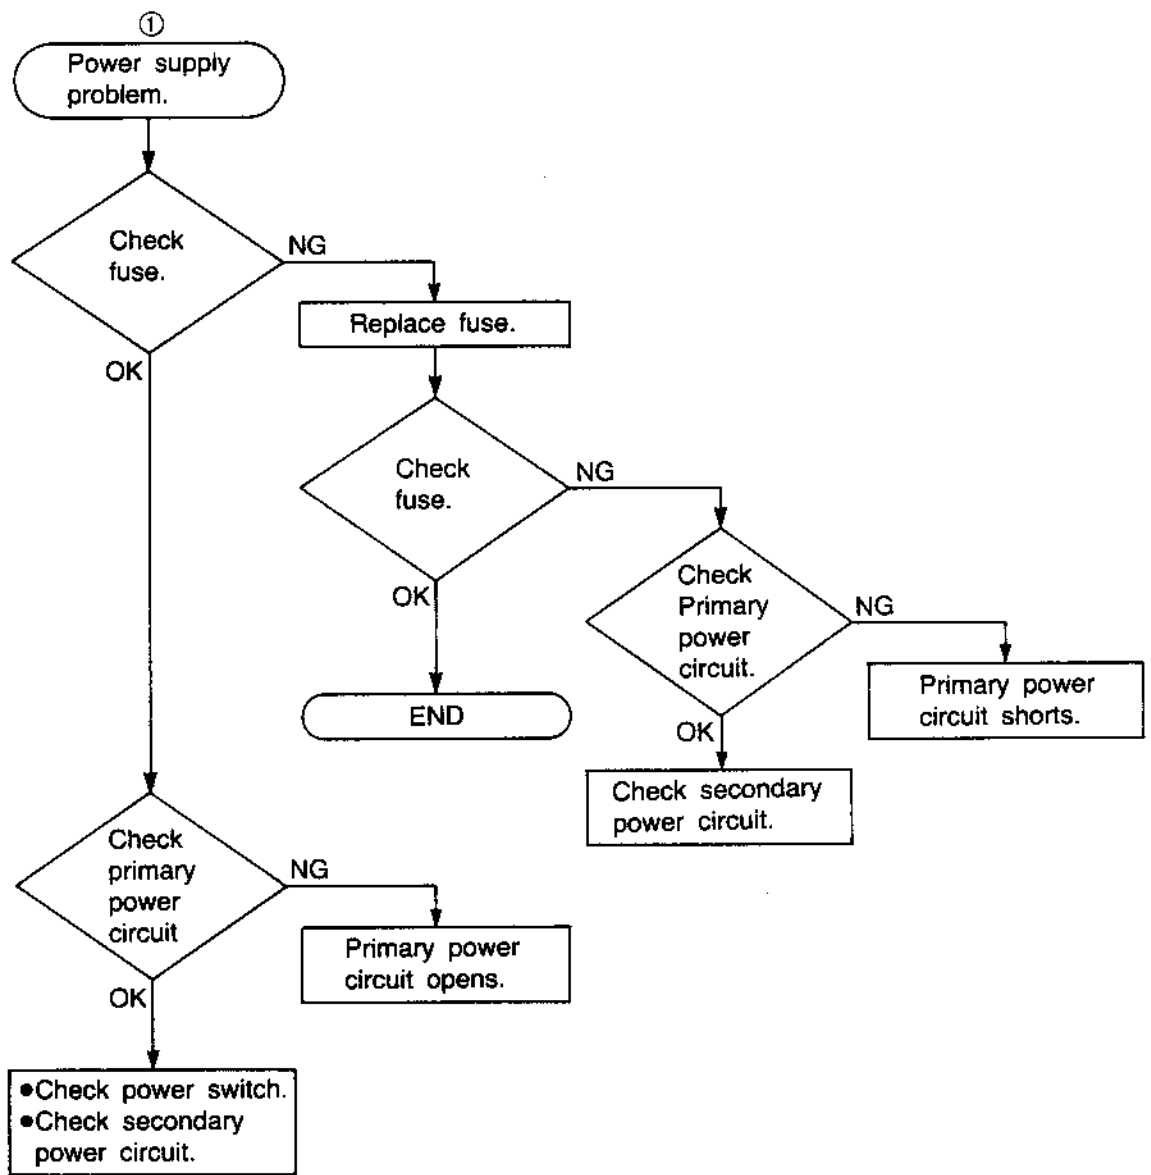 ①
Power supply
problem.
Check
fuse.
NG
OK
Replace fuse.
Check
fuse.
NG
OK
END
Check
Primary
power
circuit.
NG
OK
Primary power
circuit shorts.
Check secondary
power circuit.
Check
primary
power
circuit
NG
OK
Primary power
circuit opens.
●Check power switch.
●Check secondary
power circuit.